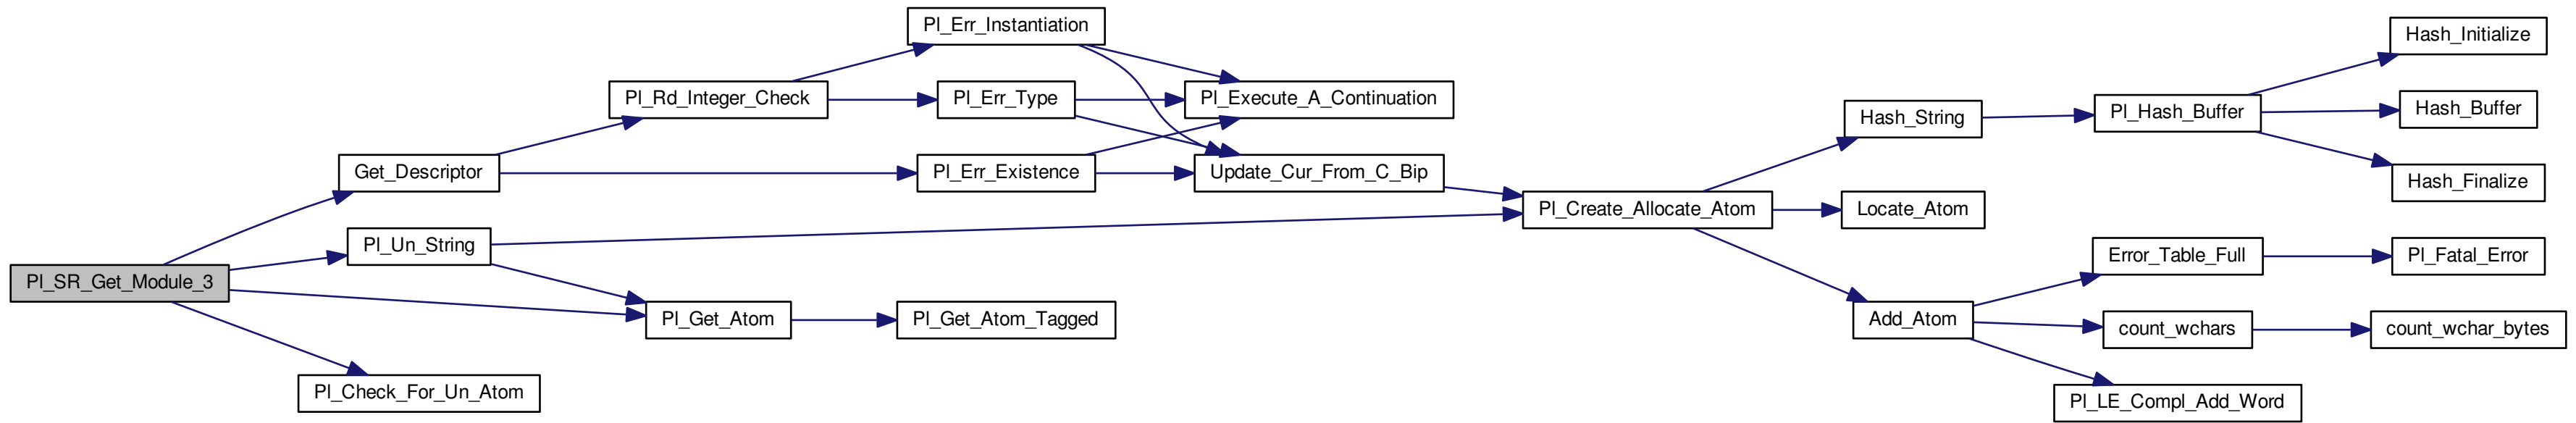 Pl_SR_Get_Module_3
Get_Descriptor
Pl_Un_String
Pl_Check_For_Un_Atom
Pl_Rd_Integer_Check
Pl_Get_Atom
Pl_Err_Instantiation
Pl_Err_Type
Pl_Err_Existence
Pl_Get_Atom_Tagged
Pl_Execute_A_Continuation
Update_Cur_From_C_Bip
Pl_Create_Allocate_Atom
Hash_String
Locate_Atom
Add_Atom
Pl_Hash_Buffer
Error_Table_Full
count_wchars
Pl_LE_Compl_Add_Word
Hash_Initialize
Hash_Buffer
Hash_Finalize
Pl_Fatal_Error
count_wchar_bytes